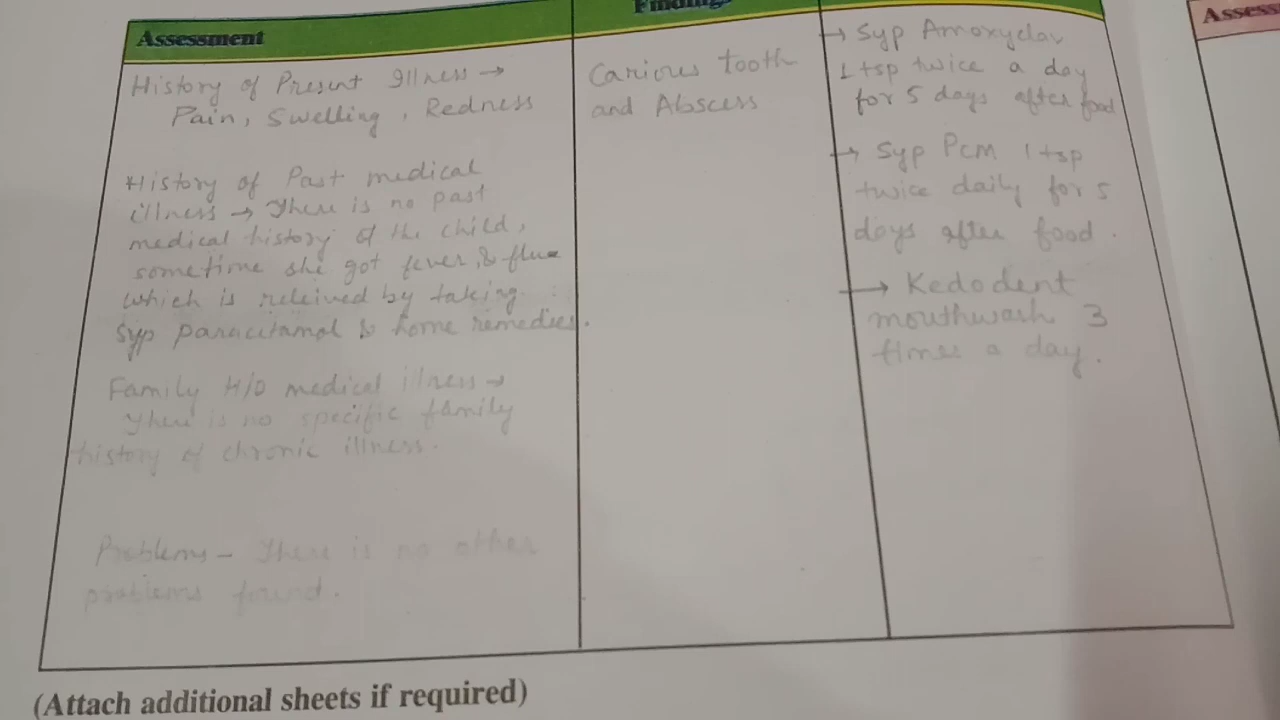 Assessment
History of Present Illness →
Pain, Swelling, Redness
History of Past medical
illness → There is no past
medical history of the child,
sometime she got fever, & flue
which is releived by taking
Syp paracetamol & home remedies.
Family H/O medical illness →
There is no specific family
history of chronic illness.
Problems - There is no other
problems found.
Findings
Carious tooth
and Abscess
→ Syp Amoxyclav
1 tsp twice a day
for 5 days after food
→ Syp Pcm 1 tsp
twice daily for 5
days after food.
→ Kedodent
mouthwash 3
times a day.
(Attach additional sheets if required)
Assess